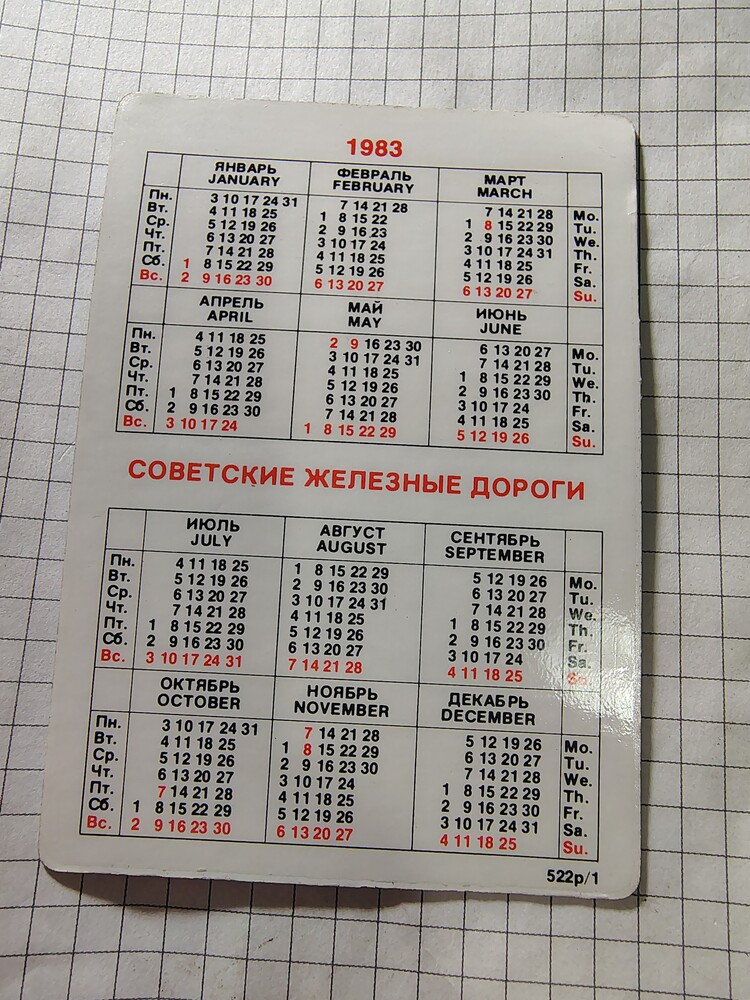 1983
ЯНВАРЬ ФЕВРАЛЬ МАРТ
JANUARY FEBRUARY MARCH
Пн. 3 10 17 24 31 7 14 21 28 7 14 21 28 Mo.
Вт. 4 11 18 25 1 8 15 22 1 8 15 22 29 Tu.
Ср. 5 12 19 26 2 9 16 23 2 9 16 23 30 We.
Чт. 6 13 20 27 3 10 17 24 3 10 17 24 31 Th.
Пт. 7 14 21 28 4 11 18 25 4 11 18 25 Fr.
Сб. 1 8 15 22 29 5 12 19 26 5 12 19 26 Sa.
Вс. 2 9 16 23 30 6 13 20 27 6 13 20 27 Su.
АПРЕЛЬ МАЙ ИЮНЬ
APRIL MAY JUNE
Пн. 4 11 18 25 2 9 16 23 30 6 13 20 27 Mo.
Вт. 5 12 19 26 3 10 17 24 31 7 14 21 28 Tu.
Ср. 6 13 20 27 4 11 18 25 1 8 15 22 29 We.
Чт. 7 14 21 28 5 12 19 26 2 9 16 23 30 Th.
Пт. 1 8 15 22 29 6 13 20 27 3 10 17 24 Fr.
Сб. 2 9 16 23 30 7 14 21 28 4 11 18 25 Sa.
Вс. 3 10 17 24 1 8 15 22 29 5 12 19 26 Su.
СОВЕТСКИЕ ЖЕЛЕЗНЫЕ ДОРОГИ
ИЮЛЬ АВГУСТ СЕНТЯБРЬ
JULY AUGUST SEPTEMBER
Пн. 4 11 18 25 1 8 15 22 29 5 12 19 26 Mo.
Вт. 5 12 19 26 2 9 16 23 30 6 13 20 27 Tu.
Ср. 6 13 20 27 3 10 17 24 31 7 14 21 28 We.
Чт. 7 14 21 28 4 11 18 25 1 8 15 22 29 Th.
Пт. 1 8 15 22 29 5 12 19 26 2 9 16 23 30 Fr.
Сб. 2 9 16 23 30 6 13 20 27 3 10 17 24 Sa.
Вс. 3 10 17 24 31 7 14 21 28 4 11 18 25
ОКТЯБРЬ НОЯБРЬ ДЕКАБРЬ
OCTOBER NOVEMBER DECEMBER
Пн. 3 10 17 24 31 7 14 21 28 5 12 19 26 Mo.
Вт. 4 11 18 25 1 8 15 22 29 6 13 20 27 Tu.
Ср. 5 12 19 26 2 9 16 23 30 7 14 21 28 We.
Чт. 6 13 20 27 3 10 17 24 1 8 15 22 29 Th.
Пт. 7 14 21 28 4 11 18 25 2 9 16 23 30 Fr.
Сб. 1 8 15 22 29 5 12 19 26 3 10 17 24 31 Sa.
Вс. 2 9 16 23 30 6 13 20 27 4 11 18 25 Su.
522р/1